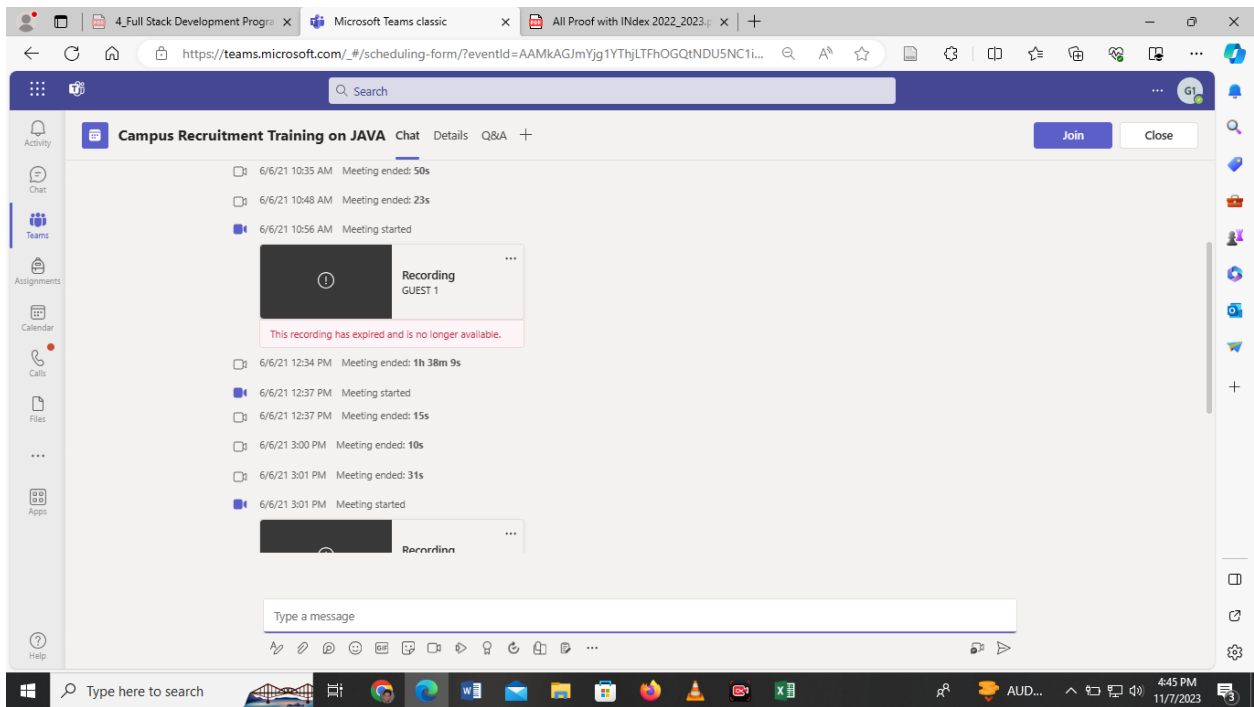 4_Full Stack Development Progra
Microsoft Teams classic
All Proof with INdex 2022_2023.p
https://teams.microsoft.com/_#/scheduling-form/?eventId=AAMkAGJmYjg1YThjLTFhOGQtNDU5NC1i...
Search
G1
Activity
Chat
Teams
Assignments
Calendar
Calls
Files
Apps
Help
Campus Recruitment Training on JAVA Chat Details Q&A
Join Close
6/6/21 10:35 AM Meeting ended: 50s
6/6/21 10:48 AM Meeting ended: 23s
6/6/21 10:56 AM Meeting started
Recording
GUEST 1
This recording has expired and is no longer available.
6/6/21 12:34 PM Meeting ended: 1h 38m 9s
6/6/21 12:37 PM Meeting started
6/6/21 12:37 PM Meeting ended: 15s
6/6/21 3:00 PM Meeting ended: 10s
6/6/21 3:01 PM Meeting ended: 31s
6/6/21 3:01 PM Meeting started
Recording
Type a message
GIF
Type here to search
AUD...
4:45 PM
11/7/2023
3